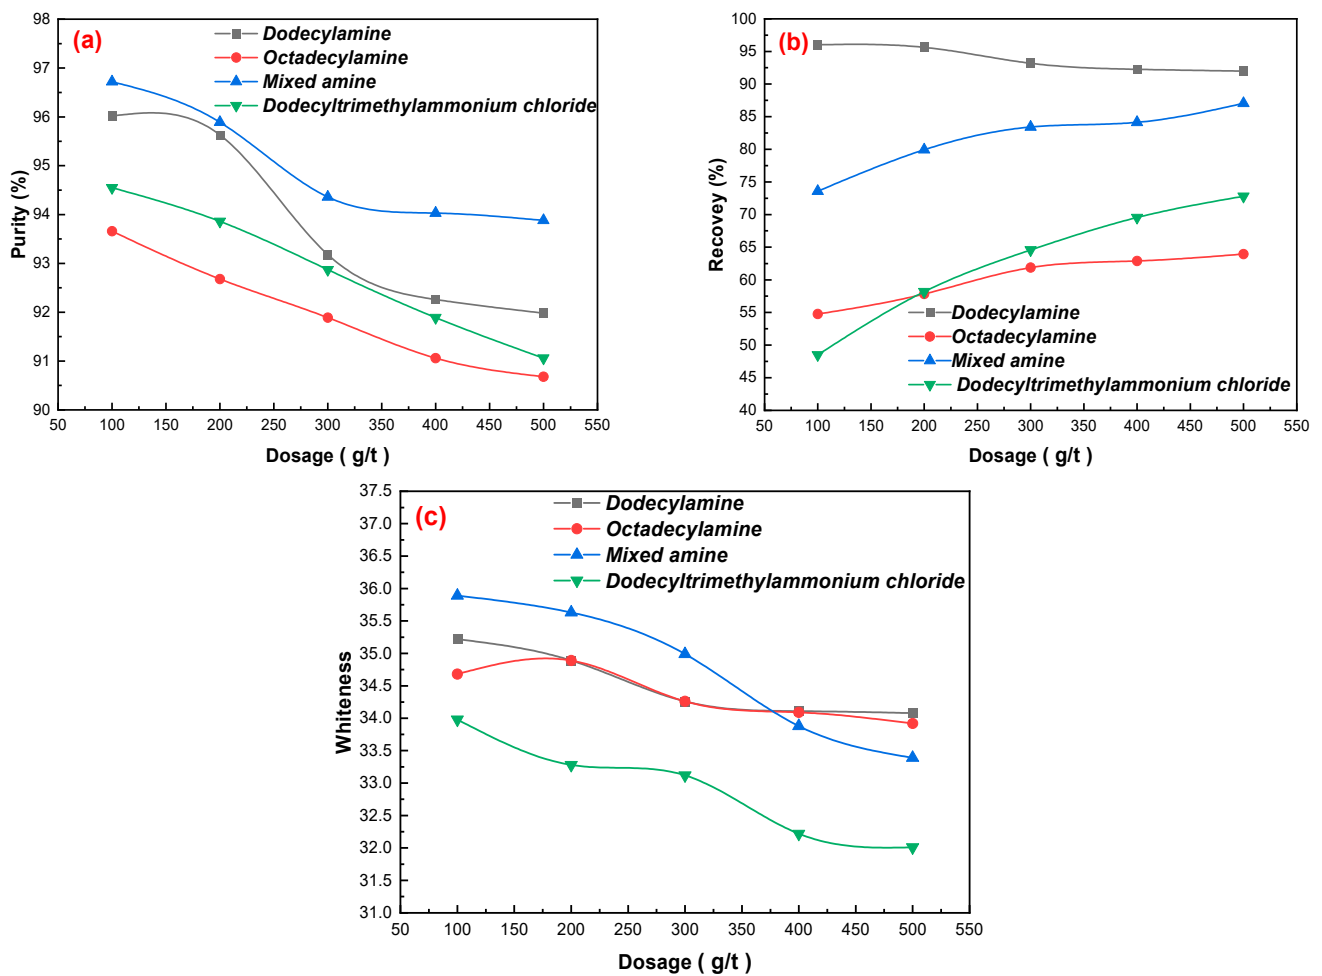 (a)
Dodecylamine
Octadecylamine
Mixed amine
Dodecyltrimethylammonium chloride
98
97
96
95
94
93
92
91
90
Purity (%)
50 100 150 200 250 300 350 400 450 500 550
Dosage ( g/t )
(b)
100
95
90
85
80
75
70
65
60
55
50
45
40
Recovey (%)
Dodecylamine
Octadecylamine
Mixed amine
Dodecyltrimethylammonium chloride
50 100 150 200 250 300 350 400 450 500 550
Dosage ( g/t )
(c)
Dodecylamine
Octadecylamine
Mixed amine
Dodecyltrimethylammonium chloride
37.5
37.0
36.5
36.0
35.5
35.0
34.5
34.0
33.5
33.0
32.5
32.0
31.5
31.0
Whiteness
50 100 150 200 250 300 350 400 450 500 550
Dosage ( g/t )